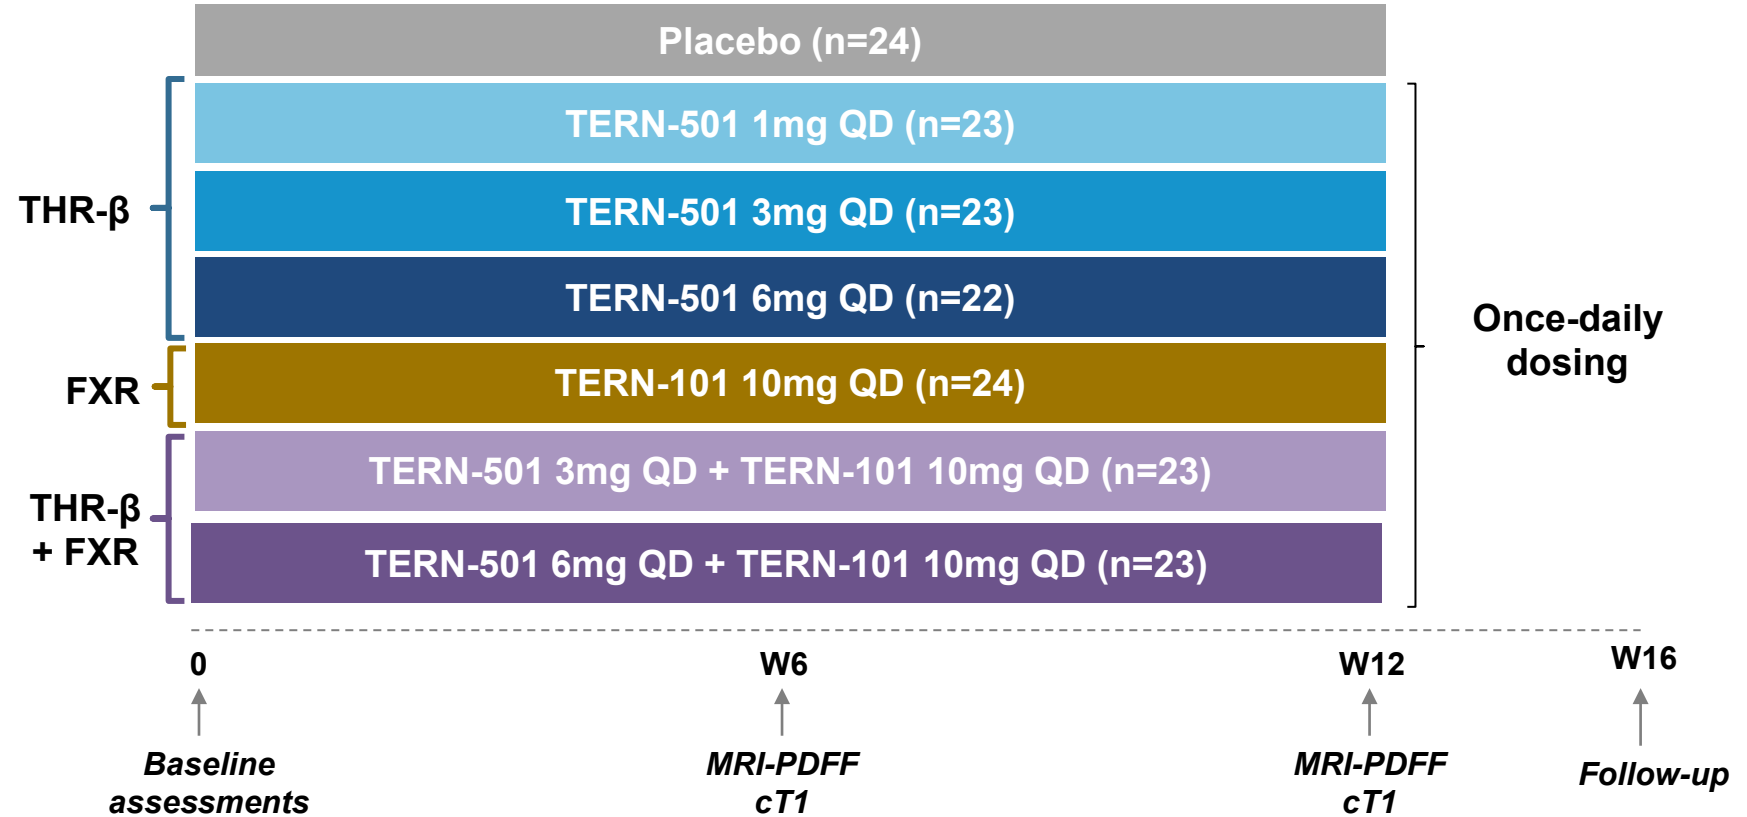 Placebo (n=24)
TERN-501 1mg QD (n=23)
THR-β
TERN-501 3mg QD (n=23)
TERN-501 6mg QD (n=22)
Once-daily
dosing
FXR
TERN-101 10mg QD (n=24)
THR-β
+ FXR
TERN-501 3mg QD + TERN-101 10mg QD (n=23)
TERN-501 6mg QD + TERN-101 10mg QD (n=23)
0
W6
W12
W16
Baseline
assessments
MRI-PDFF
cT1
MRI-PDFF
cT1
Follow-up